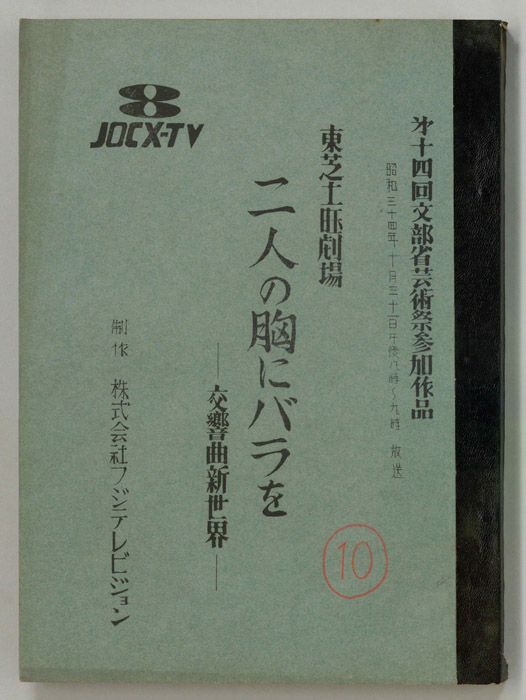 才十四回文部省芸術祭参加作品
昭和三十四年十月三十一日午後八時〜九時 放送
東芝土曜劇場
二人の胸にバラを
——交響曲新世界——
8
JOCX-TV
制作 株式会社フジテレビジョン
10